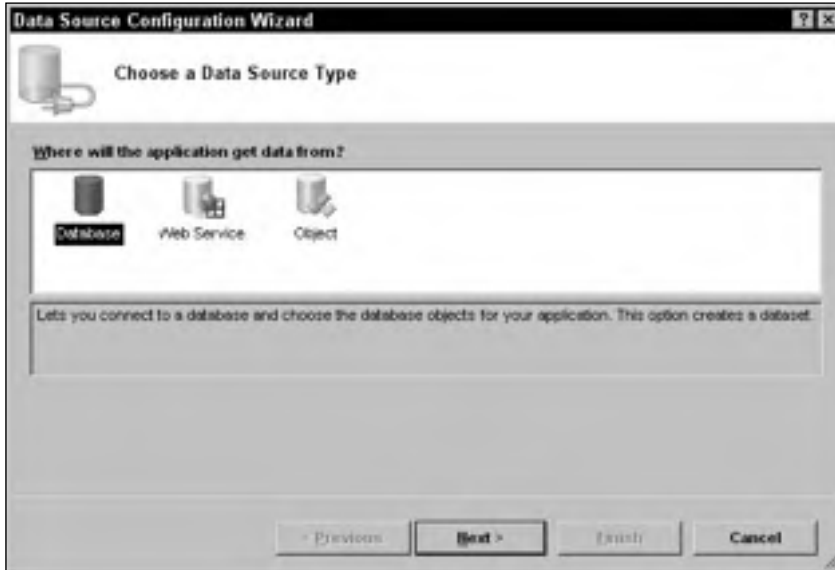 Data Source Configuration Wizard
Choose a Data Source Type
Where will the application get data from?
Database Web Service Object
Lets you connect to a database and choose the database objects for your application. This option creates a dataset.
< Previous Next > Finish Cancel